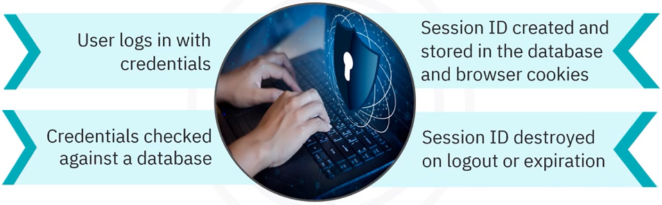 User logs in with
credentials
Credentials checked
against a database
Session ID created and
stored in the database
and browser cookies
Session ID destroyed
on logout or expiration